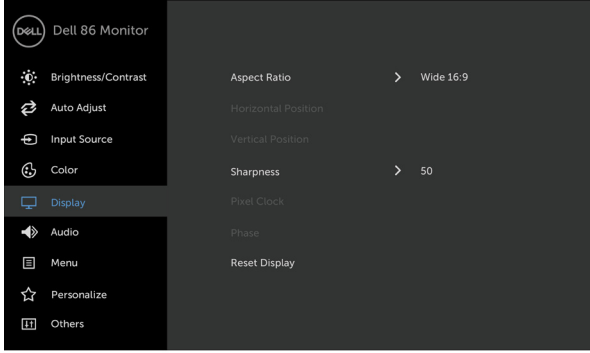 DELL
Dell 86 Monitor
Brightness/Contrast
Auto Adjust
Input Source
Color
Display
Audio
Menu
Personalize
Others
Aspect Ratio
Wide 16:9
Horizontal Position
Vertical Position
Sharpness
50
Pixel Clock
Phase
Reset Display